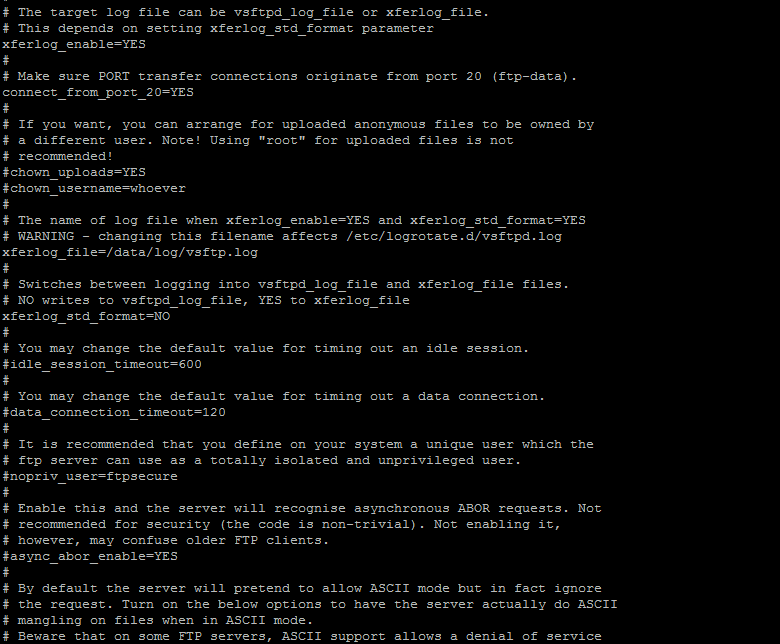 # The target log file can be vsftpd_log_file or xferlog_file.
# This depends on setting xferlog_std_format parameter
xferlog_enable=YES
#
# Make sure PORT transfer connections originate from port 20 (ftp-data).
connect_from_port_20=YES
#
# If you want, you can arrange for uploaded anonymous files to be owned by
# a different user. Note! Using "root" for uploaded files is not
# recommended!
#chown_uploads=YES
#chown_username=whoever
#
# The name of log file when xferlog_enable=YES and xferlog_std_format=YES
# WARNING - changing this filename affects /etc/logrotate.d/vsftpd.log
xferlog_file=/data/log/vsftp.log
#
# Switches between logging into vsftpd_log_file and xferlog_file files.
# NO writes to vsftpd_log_file, YES to xferlog_file
xferlog_std_format=NO
#
# You may change the default value for timing out an idle session.
#idle_session_timeout=600
#
# You may change the default value for timing out a data connection.
#data_connection_timeout=120
#
# It is recommended that you define on your system a unique user which the
# ftp server can use as a totally isolated and unprivileged user.
#nopriv_user=ftpsecure
#
# Enable this and the server will recognise asynchronous ABOR requests. Not
# recommended for security (the code is non-trivial). Not enabling it,
# however, may confuse older FTP clients.
#async_abor_enable=YES
#
# By default the server will pretend to allow ASCII mode but in fact ignore
# the request. Turn on the below options to have the server actually do ASCII
# mangling on files when in ASCII mode.
# Beware that on some FTP servers, ASCII support allows a denial of service